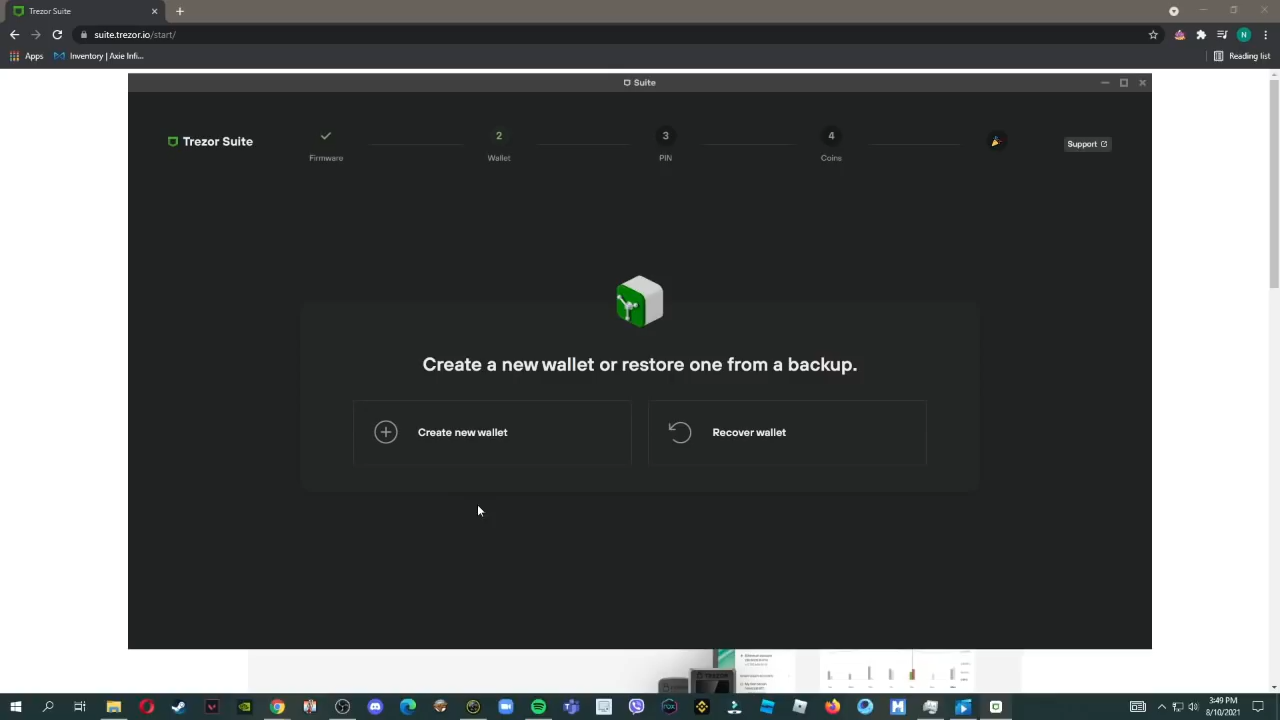 Trezor Suite
suite.trezor.io/start/
N
Apps
Inventory | Axie Infi...
Reading list
Suite
Trezor Suite
2
3
4
Firmware
Wallet
PIN
Coins
Support
Create a new wallet or restore one from a backup.
Create new wallet
Recover wallet
3:49 PM
8/10/2021